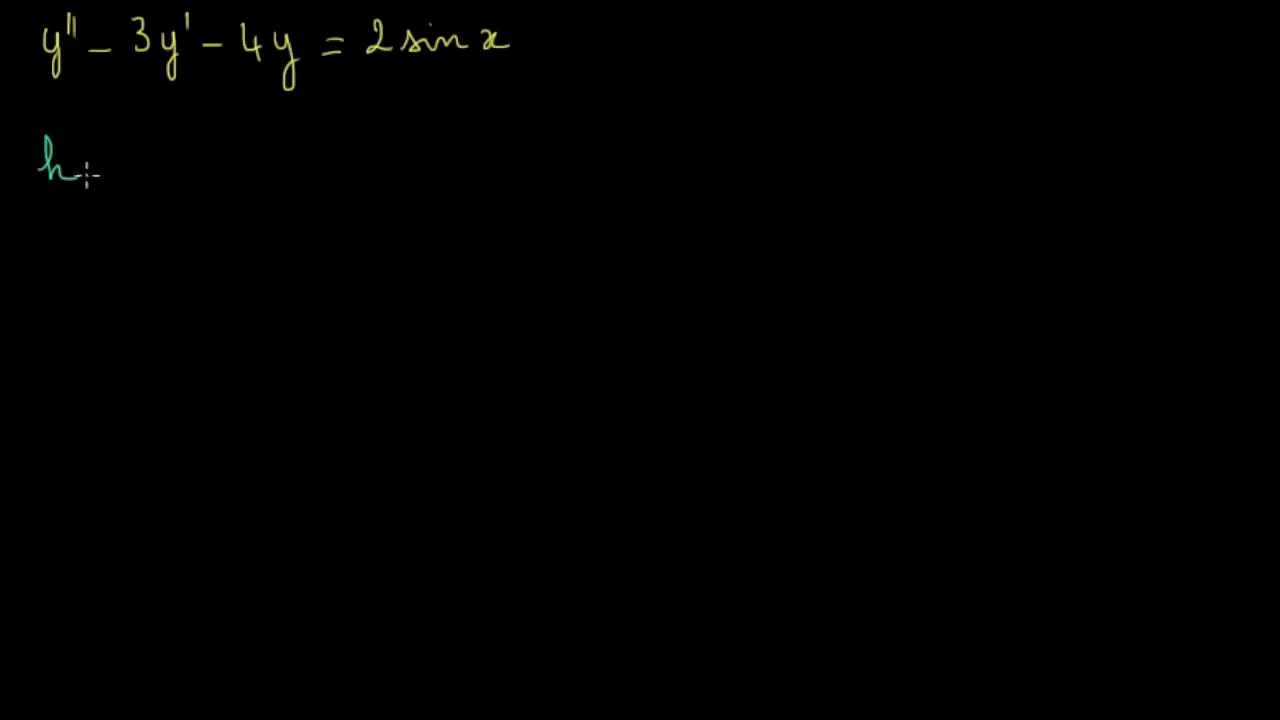 y'' - 3y' - 4y = 2 sin x
h